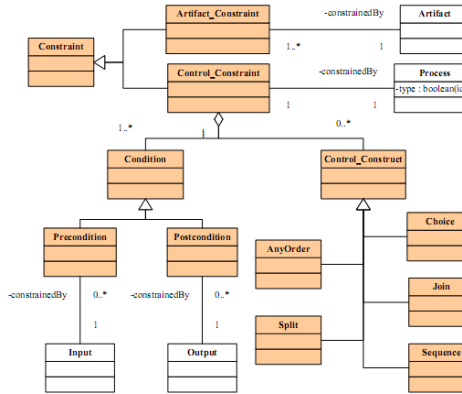 Artifact_Constraint
-constrainedBy
Artifact
Constraint
1..*
1
Control_Constraint
-constrainedBy
Process
-type : boolean(id
1
1
1..*
j
0..*
Condition
Control_Construct
Choice
Precondition
Postcondition
AnyOrder
-constrainedBy
0..*
-constrainedBy
0..*
Join
1
1
Split
Input
Output
Sequence